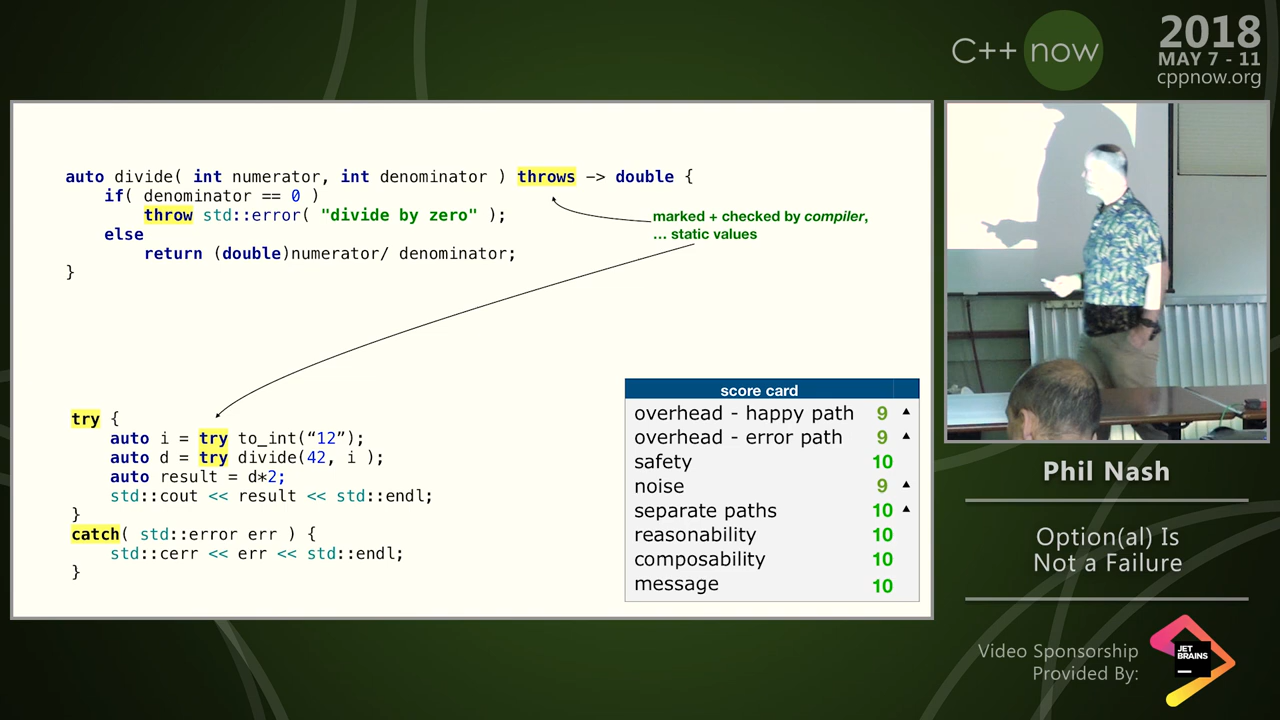 C++ now
2018
MAY 7 - 11
cppnow.org
auto divide( int numerator, int denominator ) throws -> double {
if( denominator == 0 )
throw std::error( "divide by zero" );
else
return (double)numerator/ denominator;
}
marked + checked by compiler,
... static values
try {
auto i = try to_int(“12”);
auto d = try divide(42, i );
auto result = d*2;
std::cout << result << std::endl;
}
catch( std::error err ) {
std::cerr << err << std::endl;
}
score card
overhead - happy path 9 ▲
overhead - error path 9 ▲
safety 10
noise 9 ▲
separate paths 10 ▲
reasonability 10
composability 10
message 10
Phil Nash
Option(al) Is
Not a Failure
Video Sponsorship
Provided By:
JET
BRAINS